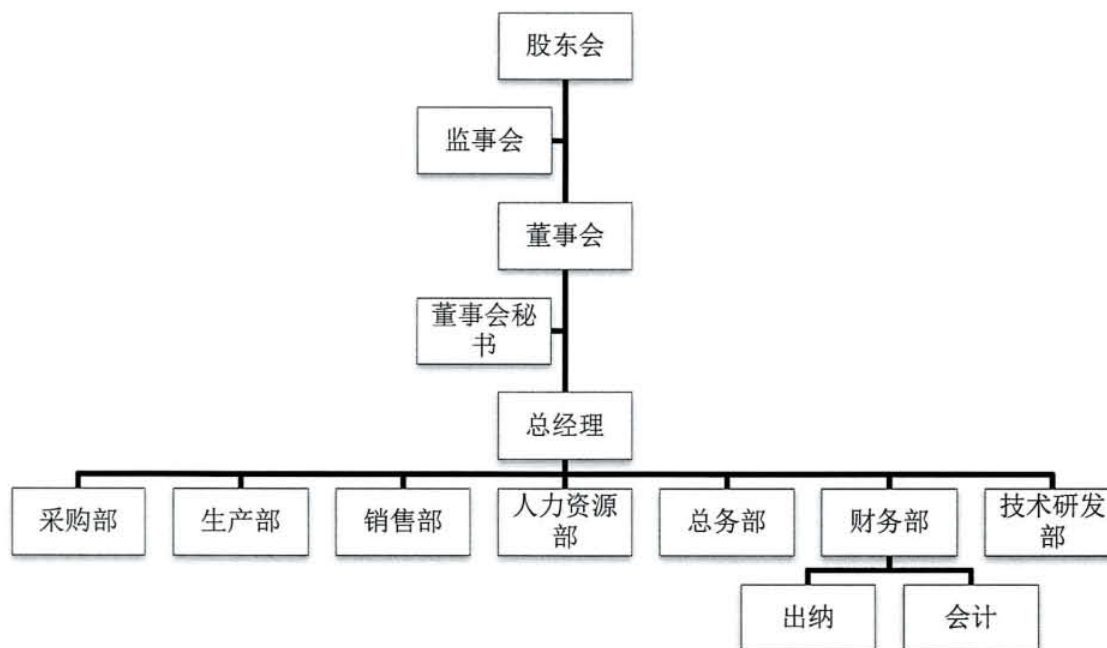 股东会
监事会
董事会
董事会秘
书
总经理
采购部
生产部
销售部
人力资源
部
总务部
财务部
技术研发
部
出纳
会计